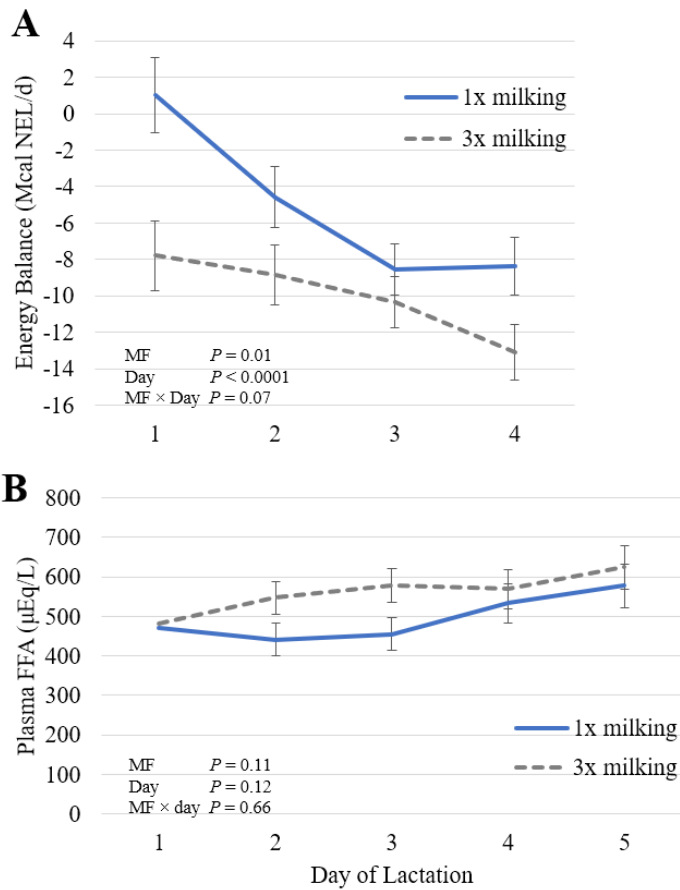 A
Energy Balance (Mcal NEL/d)
4
2
0
-2
-4
-6
-8
-10
-12
-14
-16
1x milking
3x milking
MF P = 0.01
Day P < 0.0001
MF × Day P = 0.07
1 2 3 4
B
Plasma FFA (µEq/L)
800
700
600
500
400
300
200
100
0
1x milking
3x milking
MF P = 0.11
Day P = 0.12
MF × day P = 0.66
1 2 3 4 5
Day of Lactation